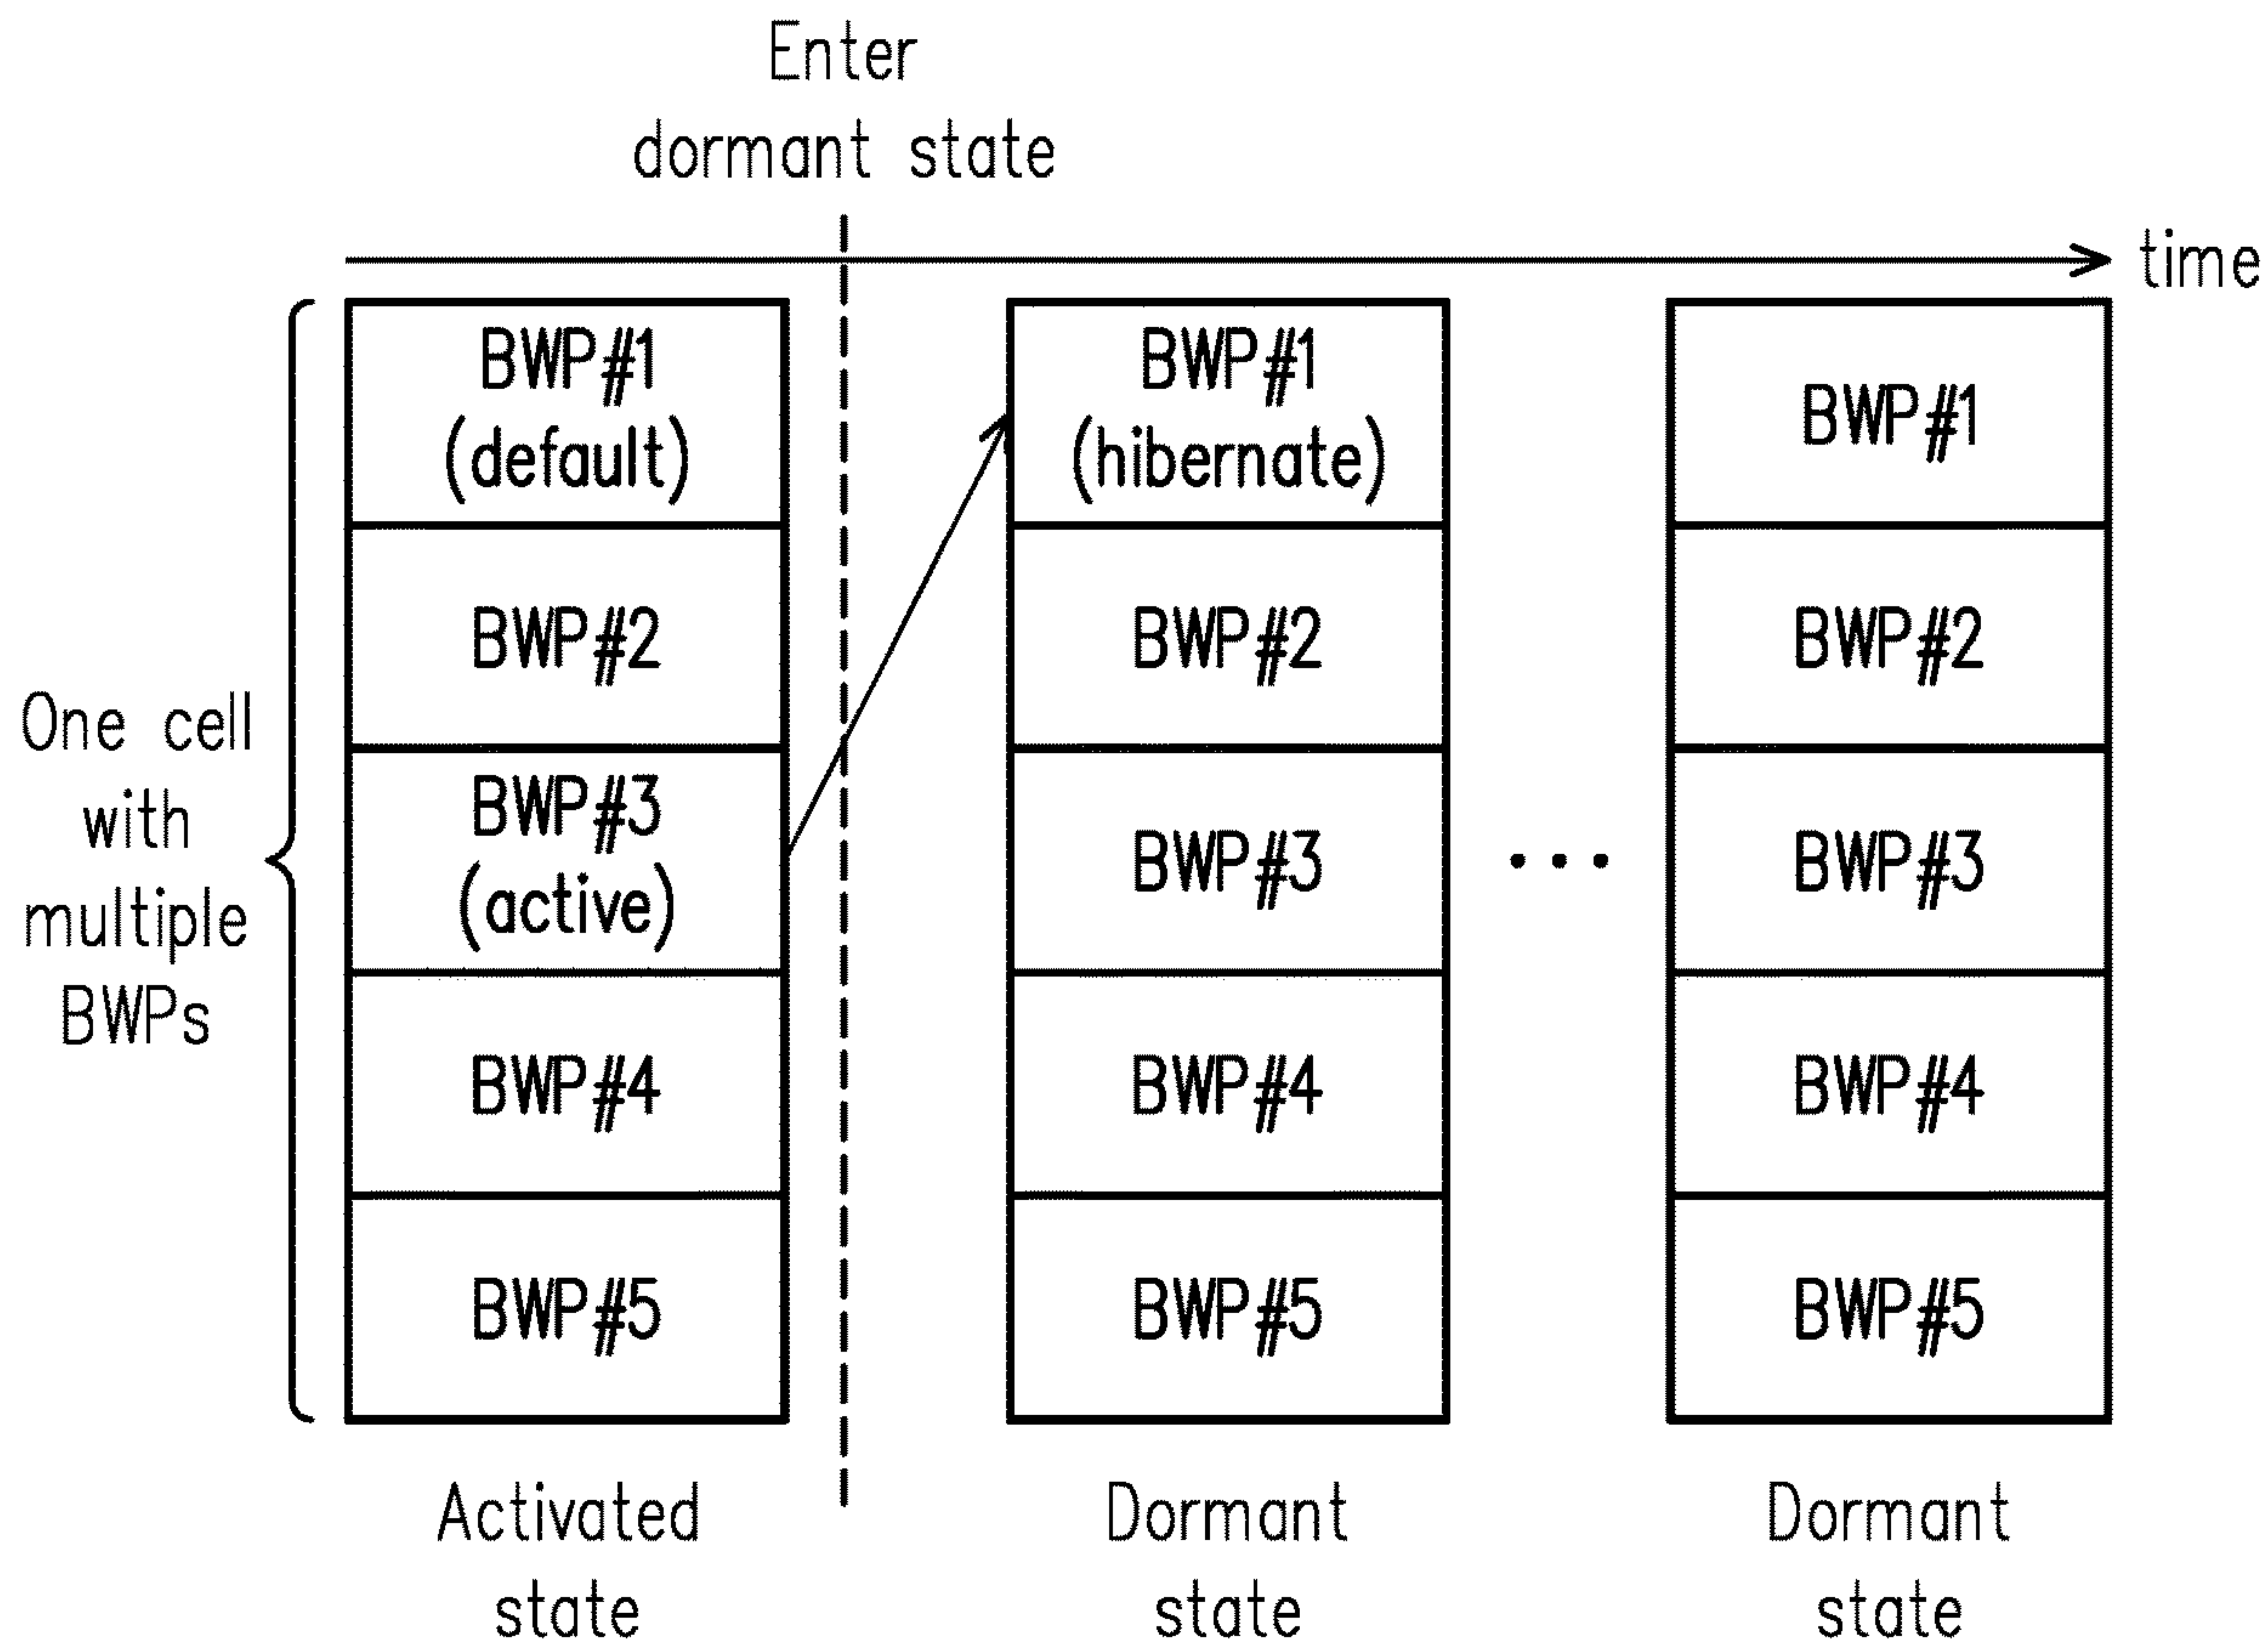 Enter
dormant state
time
One cell
with
multiple
BWPs
BWP#1
(default)
BWP#2
BWP#3
(active)
BWP#4
BWP#5
Activated
state
BWP#1
(hibernate)
BWP#2
BWP#3
BWP#4
BWP#5
Dormant
state
...
BWP#1
BWP#2
BWP#3
BWP#4
BWP#5
Dormant
state